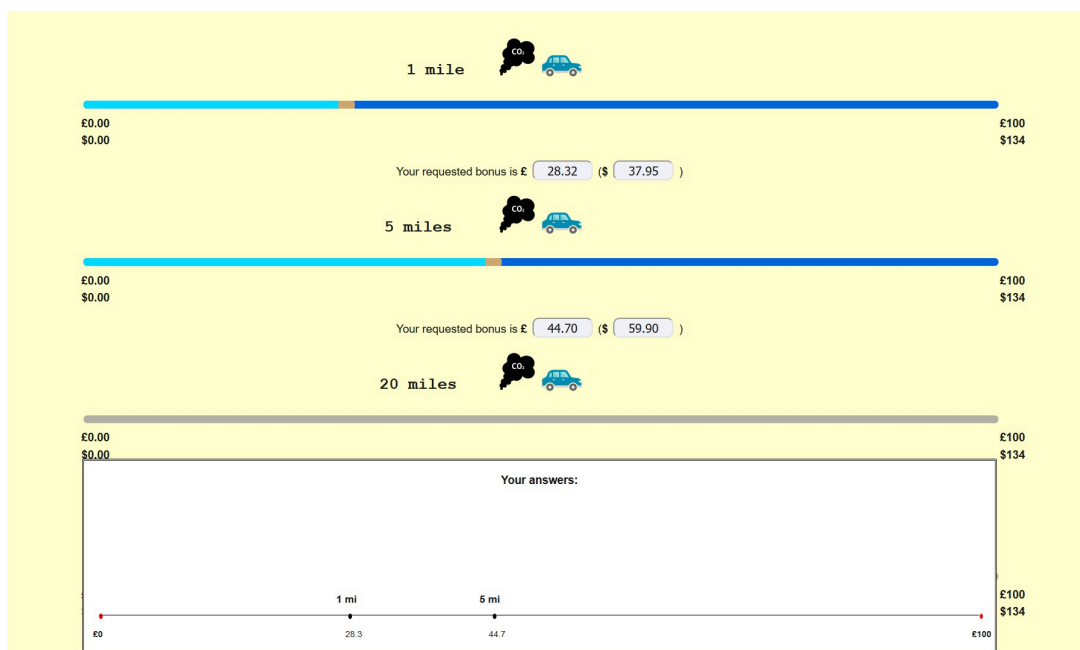 CO₂
1 mile
£0.00 £100
$0.00 $134
Your requested bonus is £ 28.32 ($ 37.95 )
CO₂
5 miles
£0.00 £100
$0.00 $134
Your requested bonus is £ 44.70 ($ 59.90 )
CO₂
20 miles
£0.00 £100
$0.00 $134
Your answers:
1 mi 5 mi
£100
$134
£0 28.3 44.7 £100